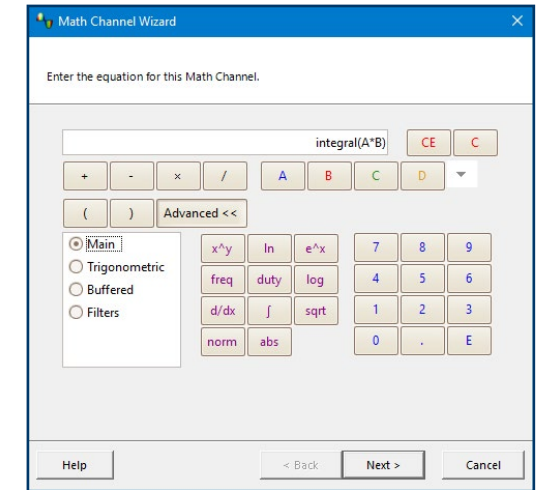 Math Channel Wizard
Enter the equation for this Math Channel.
integral(A*B) CE C
+ - × / A B C D
( ) Advanced <<
Main x^y ln e^x 7 8 9
Trigonometric freq duty log 4 5 6
Buffered d/dx ∫ sqrt 1 2 3
Filters norm abs 0 . E
Help < Back Next > Cancel